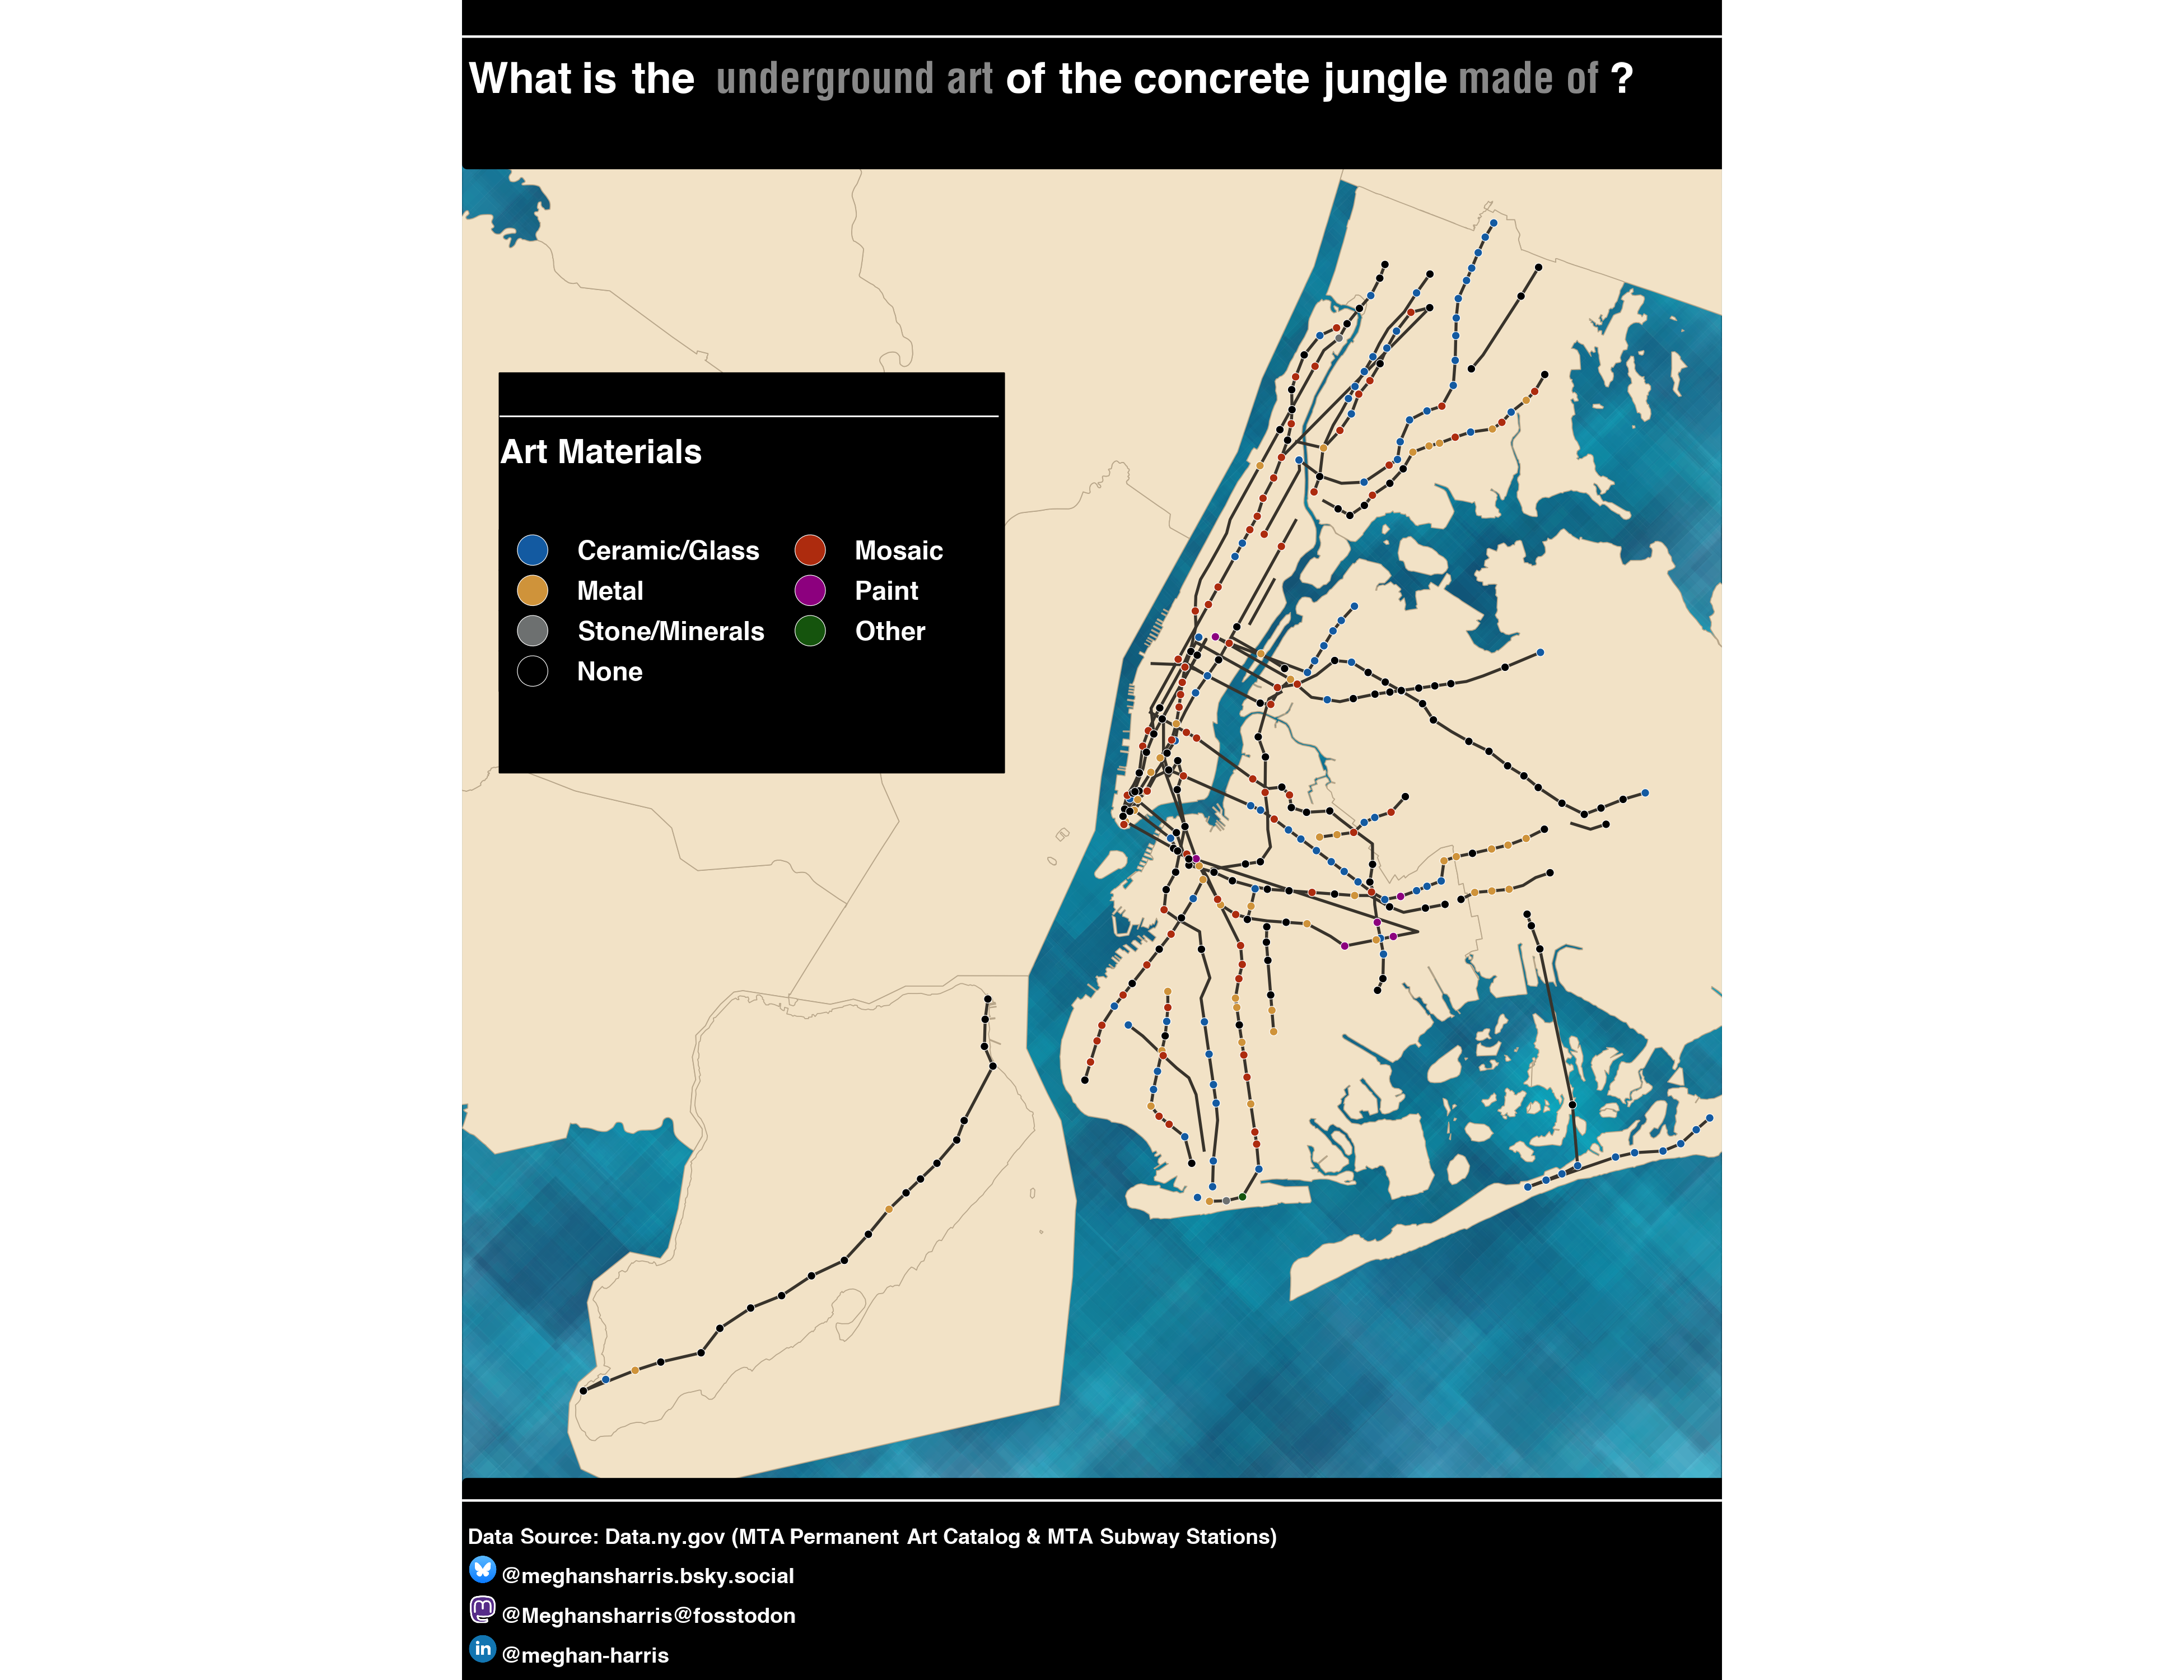 What is the underground art of the concrete jungle made of ?
Art Materials
Ceramic/Glass
Mosaic
Metal
Paint
Stone/Minerals
Other
None
Data Source: Data.ny.gov (MTA Permanent Art Catalog & MTA Subway Stations)
@meghansharris.bsky.social
@Meghansharris@fosstodon
in @meghan-harris